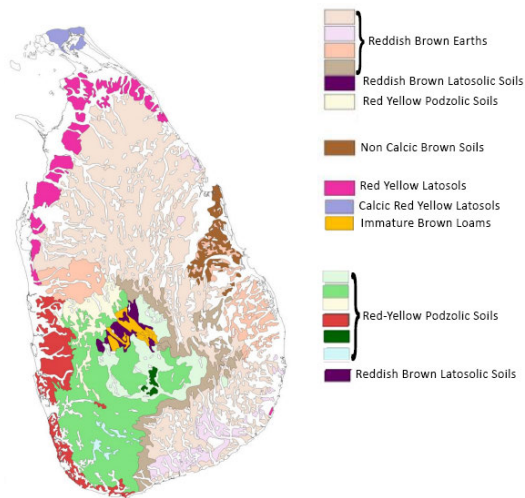 Reddish Brown Earths
Reddish Brown Latosolic Soils
Red Yellow Podzolic Soils
Non Calcic Brown Soils
Red Yellow Latosols
Calcic Red Yellow Latosols
Immature Brown Loams
Red-Yellow Podzolic Soils
Reddish Brown Latosolic Soils